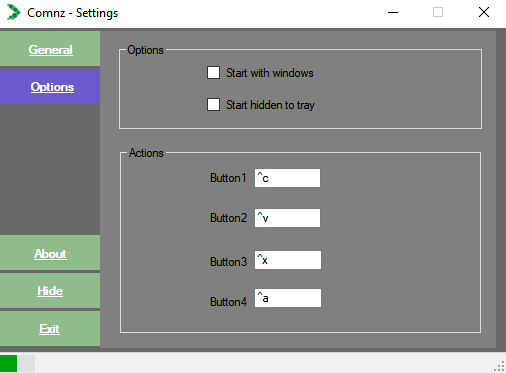 Comnz - Settings
General
Options
About
Hide
Exit
Options
Start with windows
Start hidden to tray
Actions
Button1 ^c
Button2 ^v
Button3 ^x
Button4 ^a